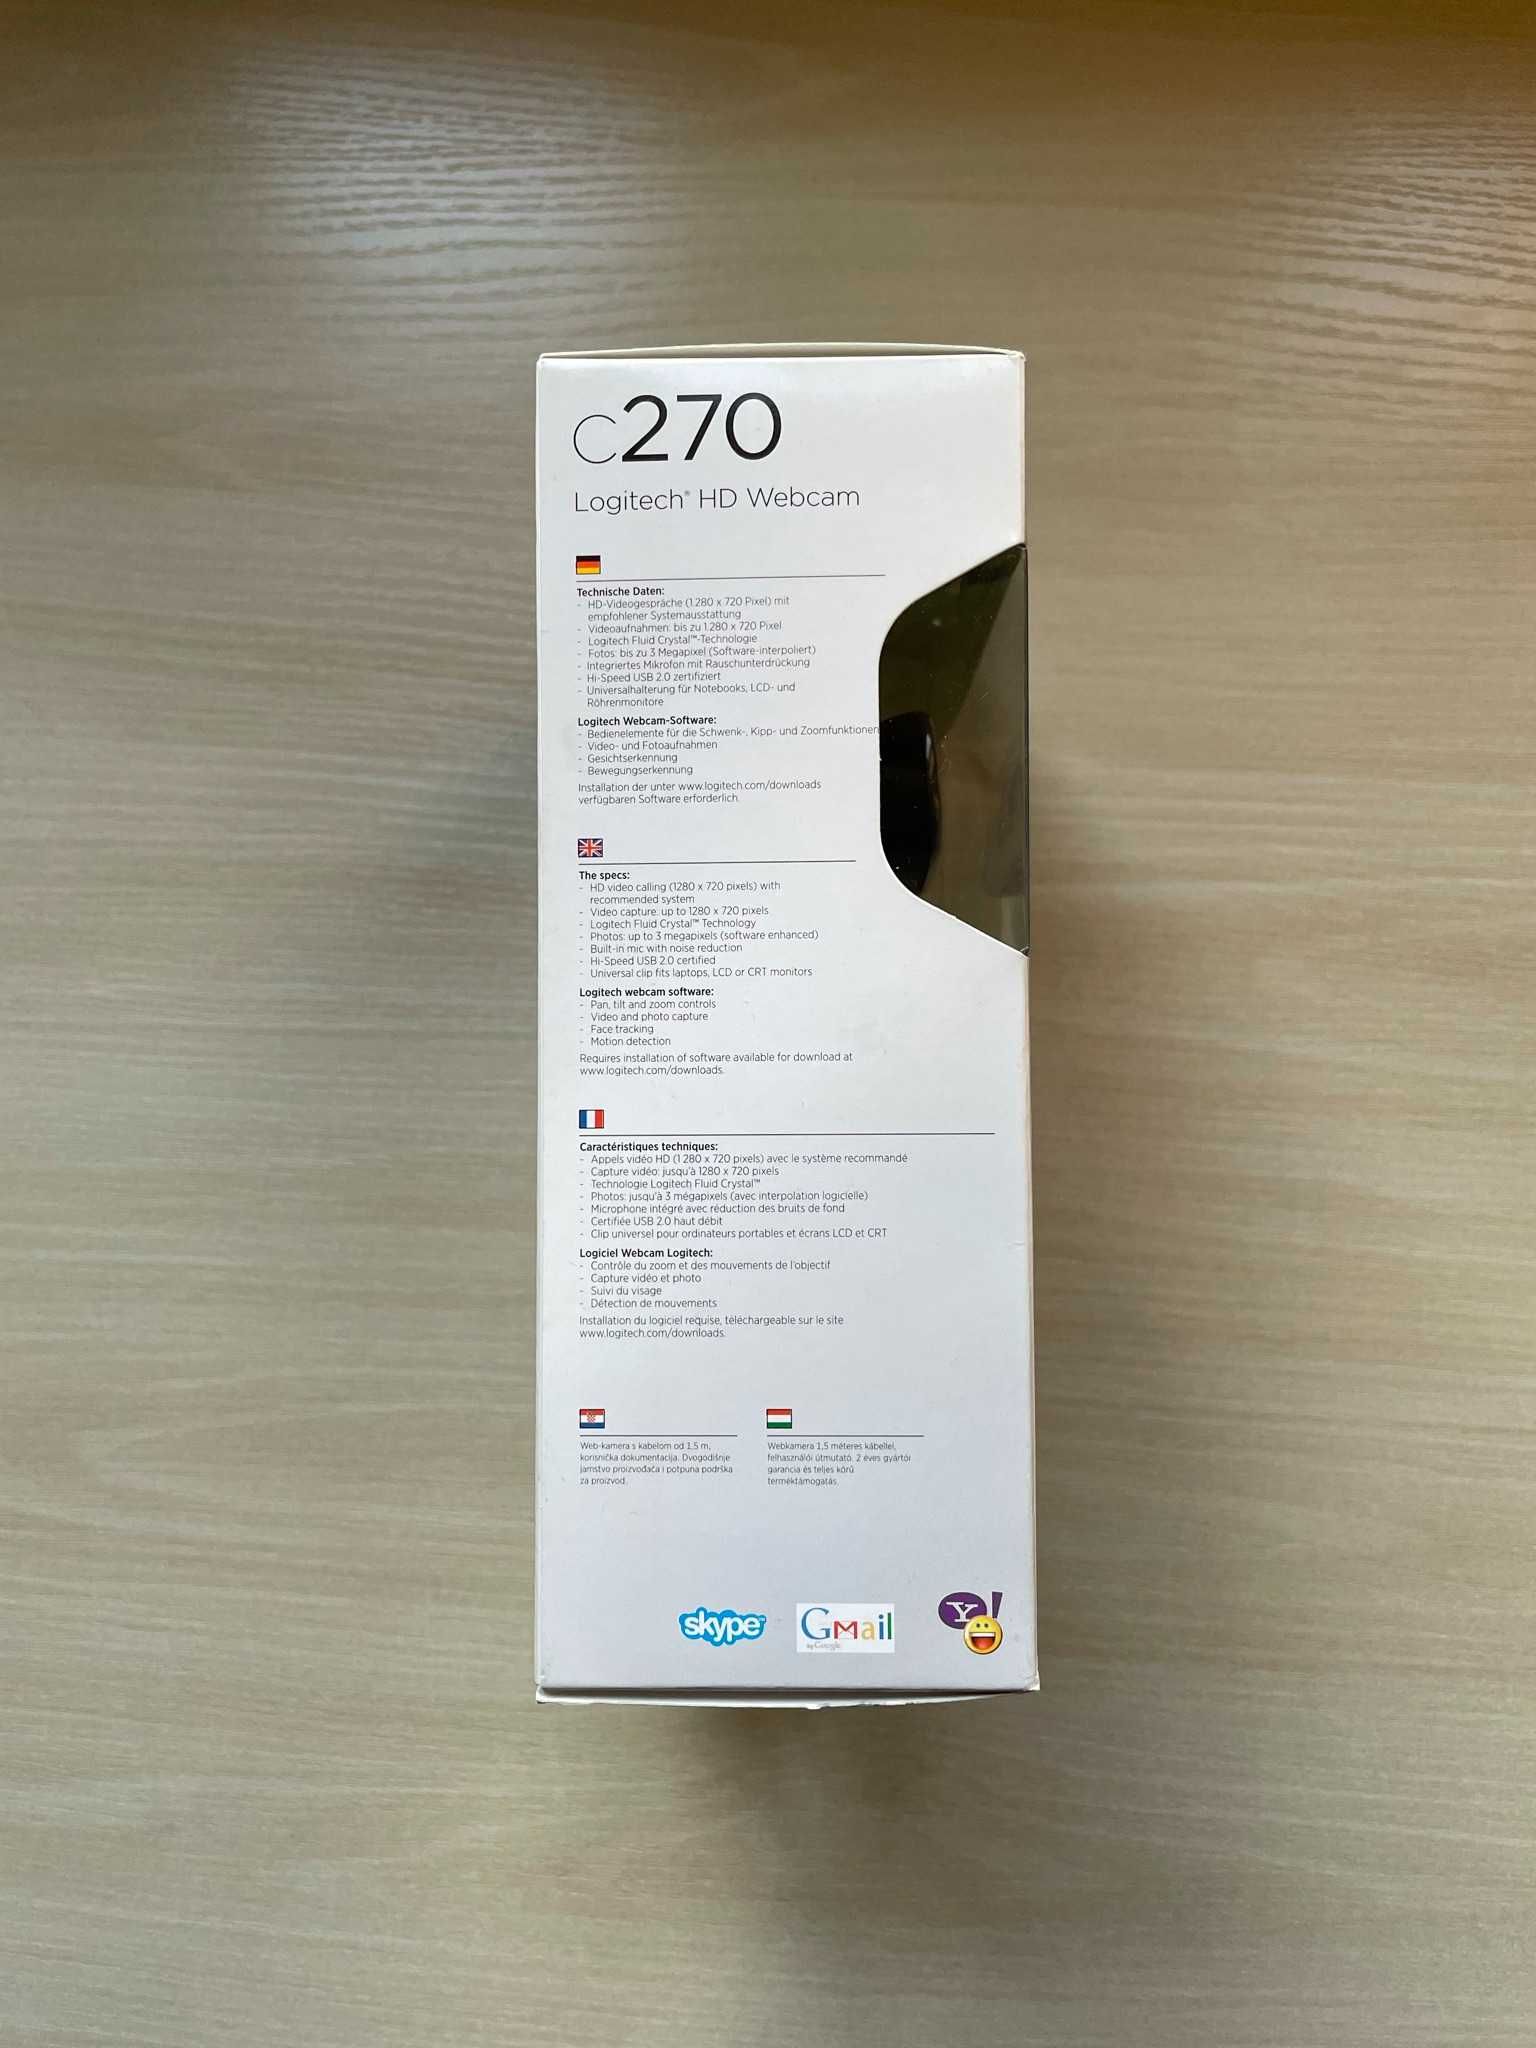 C270
Logitech® HD Webcam
Technische Daten:
- HD-Videogespräche (1.280 x 720 Pixel) mit
empfohlener Systemausstattung
- Videoaufnahmen: bis zu 1.280 x 720 Pixel
- Logitech Fluid Crystal™-Technologie
- Fotos: bis zu 3 Megapixel (Software-interpoliert)
- Integriertes Mikrofon mit Rauschunterdrückung
- Hi-Speed USB 2.0 zertifiziert
- Universalhalterung für Notebooks, LCD- und
Röhrenmonitore
Logitech Webcam-Software:
- Bedienelemente für die Schwenk-, Kipp- und Zoomfunktionen
- Video- und Fotoaufnahmen
- Gesichtserkennung
- Bewegungserkennung
Installation der unter www.logitech.com/downloads
verfügbaren Software erforderlich.
The specs:
- HD video calling (1280 x 720 pixels) with
recommended system
- Video capture: up to 1280 x 720 pixels
- Logitech Fluid Crystal™ Technology
- Photos: up to 3 megapixels (software enhanced)
- Built-in mic with noise reduction
- Hi-Speed USB 2.0 certified
- Universal clip fits laptops, LCD or CRT monitors
Logitech webcam software:
- Pan, tilt and zoom controls
- Video and photo capture
- Face tracking
- Motion detection
Requires installation of software available for download at
www.logitech.com/downloads.
Caractéristiques techniques:
- Appels vidéo HD (1 280 x 720 pixels) avec le système recommandé
- Capture vidéo: jusqu'à 1280 x 720 pixels
- Technologie Logitech Fluid Crystal™
- Photos: jusqu'à 3 mégapixels (avec interpolation logicielle)
- Microphone intégré avec réduction des bruits de fond
- Certifiée USB 2.0 haut débit
- Clip universel pour ordinateurs portables et écrans LCD et CRT
Logiciel Webcam Logitech:
- Contrôle du zoom et des mouvements de l'objectif
- Capture vidéo et photo
- Suivi du visage
- Détection de mouvements
Installation du logiciel requise, téléchargeable sur le site
www.logitech.com/downloads.
Web-kamera s kabelom od 1,5 m,
korisnička dokumentacija. Dvogodišnje
jamstvo proizvođača i potpuna podrška
za proizvod.
Webkamera 1,5 méteres kábellel,
felhasználói útmutató. 2 éves gyártói
garancia és teljes körű
terméktámogatás.
skype™
Gmail
by Google
Y!